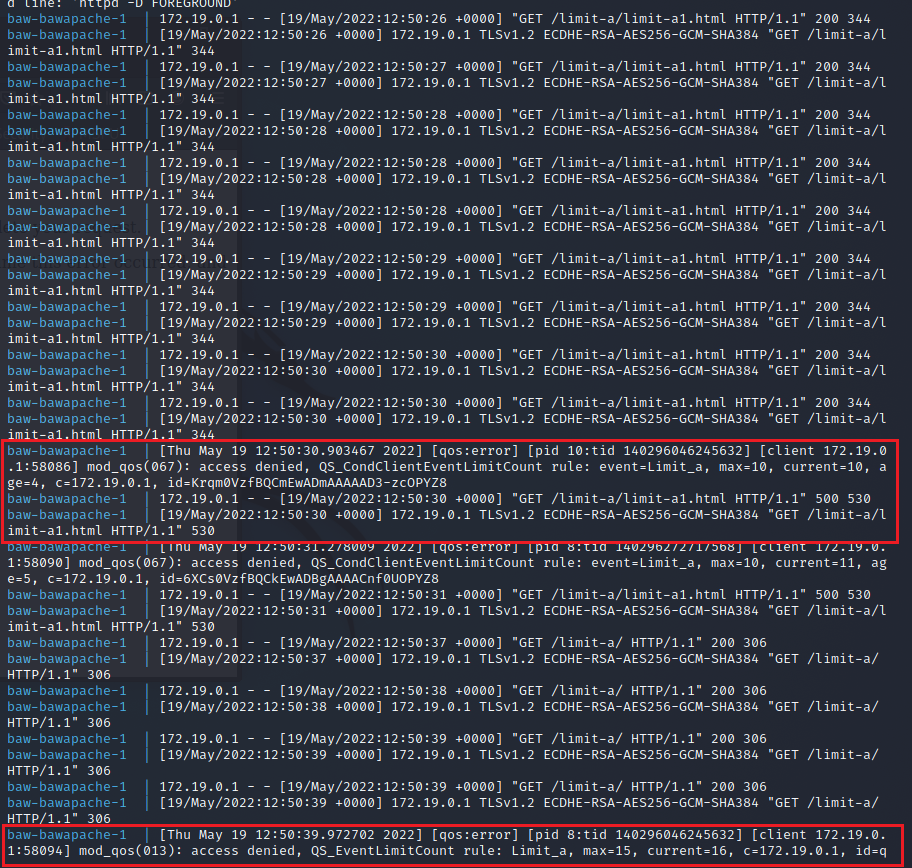 d line: 'httpd -D FOREGROUND'
baw-bawapache-1 | 172.19.0.1 - - [19/May/2022:12:50:26 +0000] "GET /limit-a/limit-a1.html HTTP/1.1" 200 344
baw-bawapache-1 | [19/May/2022:12:50:26 +0000] 172.19.0.1 TLSv1.2 ECDHE-RSA-AES256-GCM-SHA384 "GET /limit-a/l
imit-a1.html HTTP/1.1" 344
baw-bawapache-1 | 172.19.0.1 - - [19/May/2022:12:50:27 +0000] "GET /limit-a/limit-a1.html HTTP/1.1" 200 344
baw-bawapache-1 | [19/May/2022:12:50:27 +0000] 172.19.0.1 TLSv1.2 ECDHE-RSA-AES256-GCM-SHA384 "GET /limit-a/l
imit-a1.html HTTP/1.1" 344
baw-bawapache-1 | 172.19.0.1 - - [19/May/2022:12:50:28 +0000] "GET /limit-a/limit-a1.html HTTP/1.1" 200 344
baw-bawapache-1 | [19/May/2022:12:50:28 +0000] 172.19.0.1 TLSv1.2 ECDHE-RSA-AES256-GCM-SHA384 "GET /limit-a/l
imit-a1.html HTTP/1.1" 344
baw-bawapache-1 | 172.19.0.1 - - [19/May/2022:12:50:28 +0000] "GET /limit-a/limit-a1.html HTTP/1.1" 200 344
baw-bawapache-1 | [19/May/2022:12:50:28 +0000] 172.19.0.1 TLSv1.2 ECDHE-RSA-AES256-GCM-SHA384 "GET /limit-a/l
imit-a1.html HTTP/1.1" 344
baw-bawapache-1 | 172.19.0.1 - - [19/May/2022:12:50:28 +0000] "GET /limit-a/limit-a1.html HTTP/1.1" 200 344
baw-bawapache-1 | [19/May/2022:12:50:28 +0000] 172.19.0.1 TLSv1.2 ECDHE-RSA-AES256-GCM-SHA384 "GET /limit-a/l
imit-a1.html HTTP/1.1" 344
baw-bawapache-1 | 172.19.0.1 - - [19/May/2022:12:50:29 +0000] "GET /limit-a/limit-a1.html HTTP/1.1" 200 344
baw-bawapache-1 | [19/May/2022:12:50:29 +0000] 172.19.0.1 TLSv1.2 ECDHE-RSA-AES256-GCM-SHA384 "GET /limit-a/l
imit-a1.html HTTP/1.1" 344
baw-bawapache-1 | 172.19.0.1 - - [19/May/2022:12:50:29 +0000] "GET /limit-a/limit-a1.html HTTP/1.1" 200 344
baw-bawapache-1 | [19/May/2022:12:50:29 +0000] 172.19.0.1 TLSv1.2 ECDHE-RSA-AES256-GCM-SHA384 "GET /limit-a/l
imit-a1.html HTTP/1.1" 344
baw-bawapache-1 | 172.19.0.1 - - [19/May/2022:12:50:30 +0000] "GET /limit-a/limit-a1.html HTTP/1.1" 200 344
baw-bawapache-1 | [19/May/2022:12:50:30 +0000] 172.19.0.1 TLSv1.2 ECDHE-RSA-AES256-GCM-SHA384 "GET /limit-a/l
imit-a1.html HTTP/1.1" 344
baw-bawapache-1 | 172.19.0.1 - - [19/May/2022:12:50:30 +0000] "GET /limit-a/limit-a1.html HTTP/1.1" 200 344
baw-bawapache-1 | [19/May/2022:12:50:30 +0000] 172.19.0.1 TLSv1.2 ECDHE-RSA-AES256-GCM-SHA384 "GET /limit-a/l
imit-a1.html HTTP/1.1" 344
baw-bawapache-1 | [Thu May 19 12:50:30.903467 2022] [qos:error] [pid 10:tid 140296046245632] [client 172.19.0
.1:58086] mod_qos(067): access denied, QS_CondClientEventLimitCount rule: event=Limit_a, max=10, current=10, a
ge=4, c=172.19.0.1, id=Krqm0VzfBQCmEwADmAAAAAD3-zcOPYZ8
baw-bawapache-1 | 172.19.0.1 - - [19/May/2022:12:50:30 +0000] "GET /limit-a/limit-a1.html HTTP/1.1" 500 530
baw-bawapache-1 | [19/May/2022:12:50:30 +0000] 172.19.0.1 TLSv1.2 ECDHE-RSA-AES256-GCM-SHA384 "GET /limit-a/l
imit-a1.html HTTP/1.1" 530
baw-bawapache-1 | [Thu May 19 12:50:31.278009 2022] [qos:error] [pid 8:tid 140296272717568] [client 172.19.0.
1:58090] mod_qos(067): access denied, QS_CondClientEventLimitCount rule: event=Limit_a, max=10, current=11, ag
e=5, c=172.19.0.1, id=6XCs0VzfBQCkEwADBgAAAACnf0UOPYZ8
baw-bawapache-1 | 172.19.0.1 - - [19/May/2022:12:50:31 +0000] "GET /limit-a/limit-a1.html HTTP/1.1" 500 530
baw-bawapache-1 | [19/May/2022:12:50:31 +0000] 172.19.0.1 TLSv1.2 ECDHE-RSA-AES256-GCM-SHA384 "GET /limit-a/l
imit-a1.html HTTP/1.1" 530
baw-bawapache-1 | 172.19.0.1 - - [19/May/2022:12:50:37 +0000] "GET /limit-a/ HTTP/1.1" 200 306
baw-bawapache-1 | [19/May/2022:12:50:37 +0000] 172.19.0.1 TLSv1.2 ECDHE-RSA-AES256-GCM-SHA384 "GET /limit-a/
HTTP/1.1" 306
baw-bawapache-1 | 172.19.0.1 - - [19/May/2022:12:50:38 +0000] "GET /limit-a/ HTTP/1.1" 200 306
baw-bawapache-1 | [19/May/2022:12:50:38 +0000] 172.19.0.1 TLSv1.2 ECDHE-RSA-AES256-GCM-SHA384 "GET /limit-a/
HTTP/1.1" 306
baw-bawapache-1 | 172.19.0.1 - - [19/May/2022:12:50:39 +0000] "GET /limit-a/ HTTP/1.1" 200 306
baw-bawapache-1 | [19/May/2022:12:50:39 +0000] 172.19.0.1 TLSv1.2 ECDHE-RSA-AES256-GCM-SHA384 "GET /limit-a/
HTTP/1.1" 306
baw-bawapache-1 | 172.19.0.1 - - [19/May/2022:12:50:39 +0000] "GET /limit-a/ HTTP/1.1" 200 306
baw-bawapache-1 | [19/May/2022:12:50:39 +0000] 172.19.0.1 TLSv1.2 ECDHE-RSA-AES256-GCM-SHA384 "GET /limit-a/
HTTP/1.1" 306
baw-bawapache-1 | [Thu May 19 12:50:39.972702 2022] [qos:error] [pid 8:tid 140296046245632] [client 172.19.0.
1:58094] mod_qos(013): access denied, QS_EventLimitCount rule: Limit_a, max=15, current=16, c=172.19.0.1, id=q